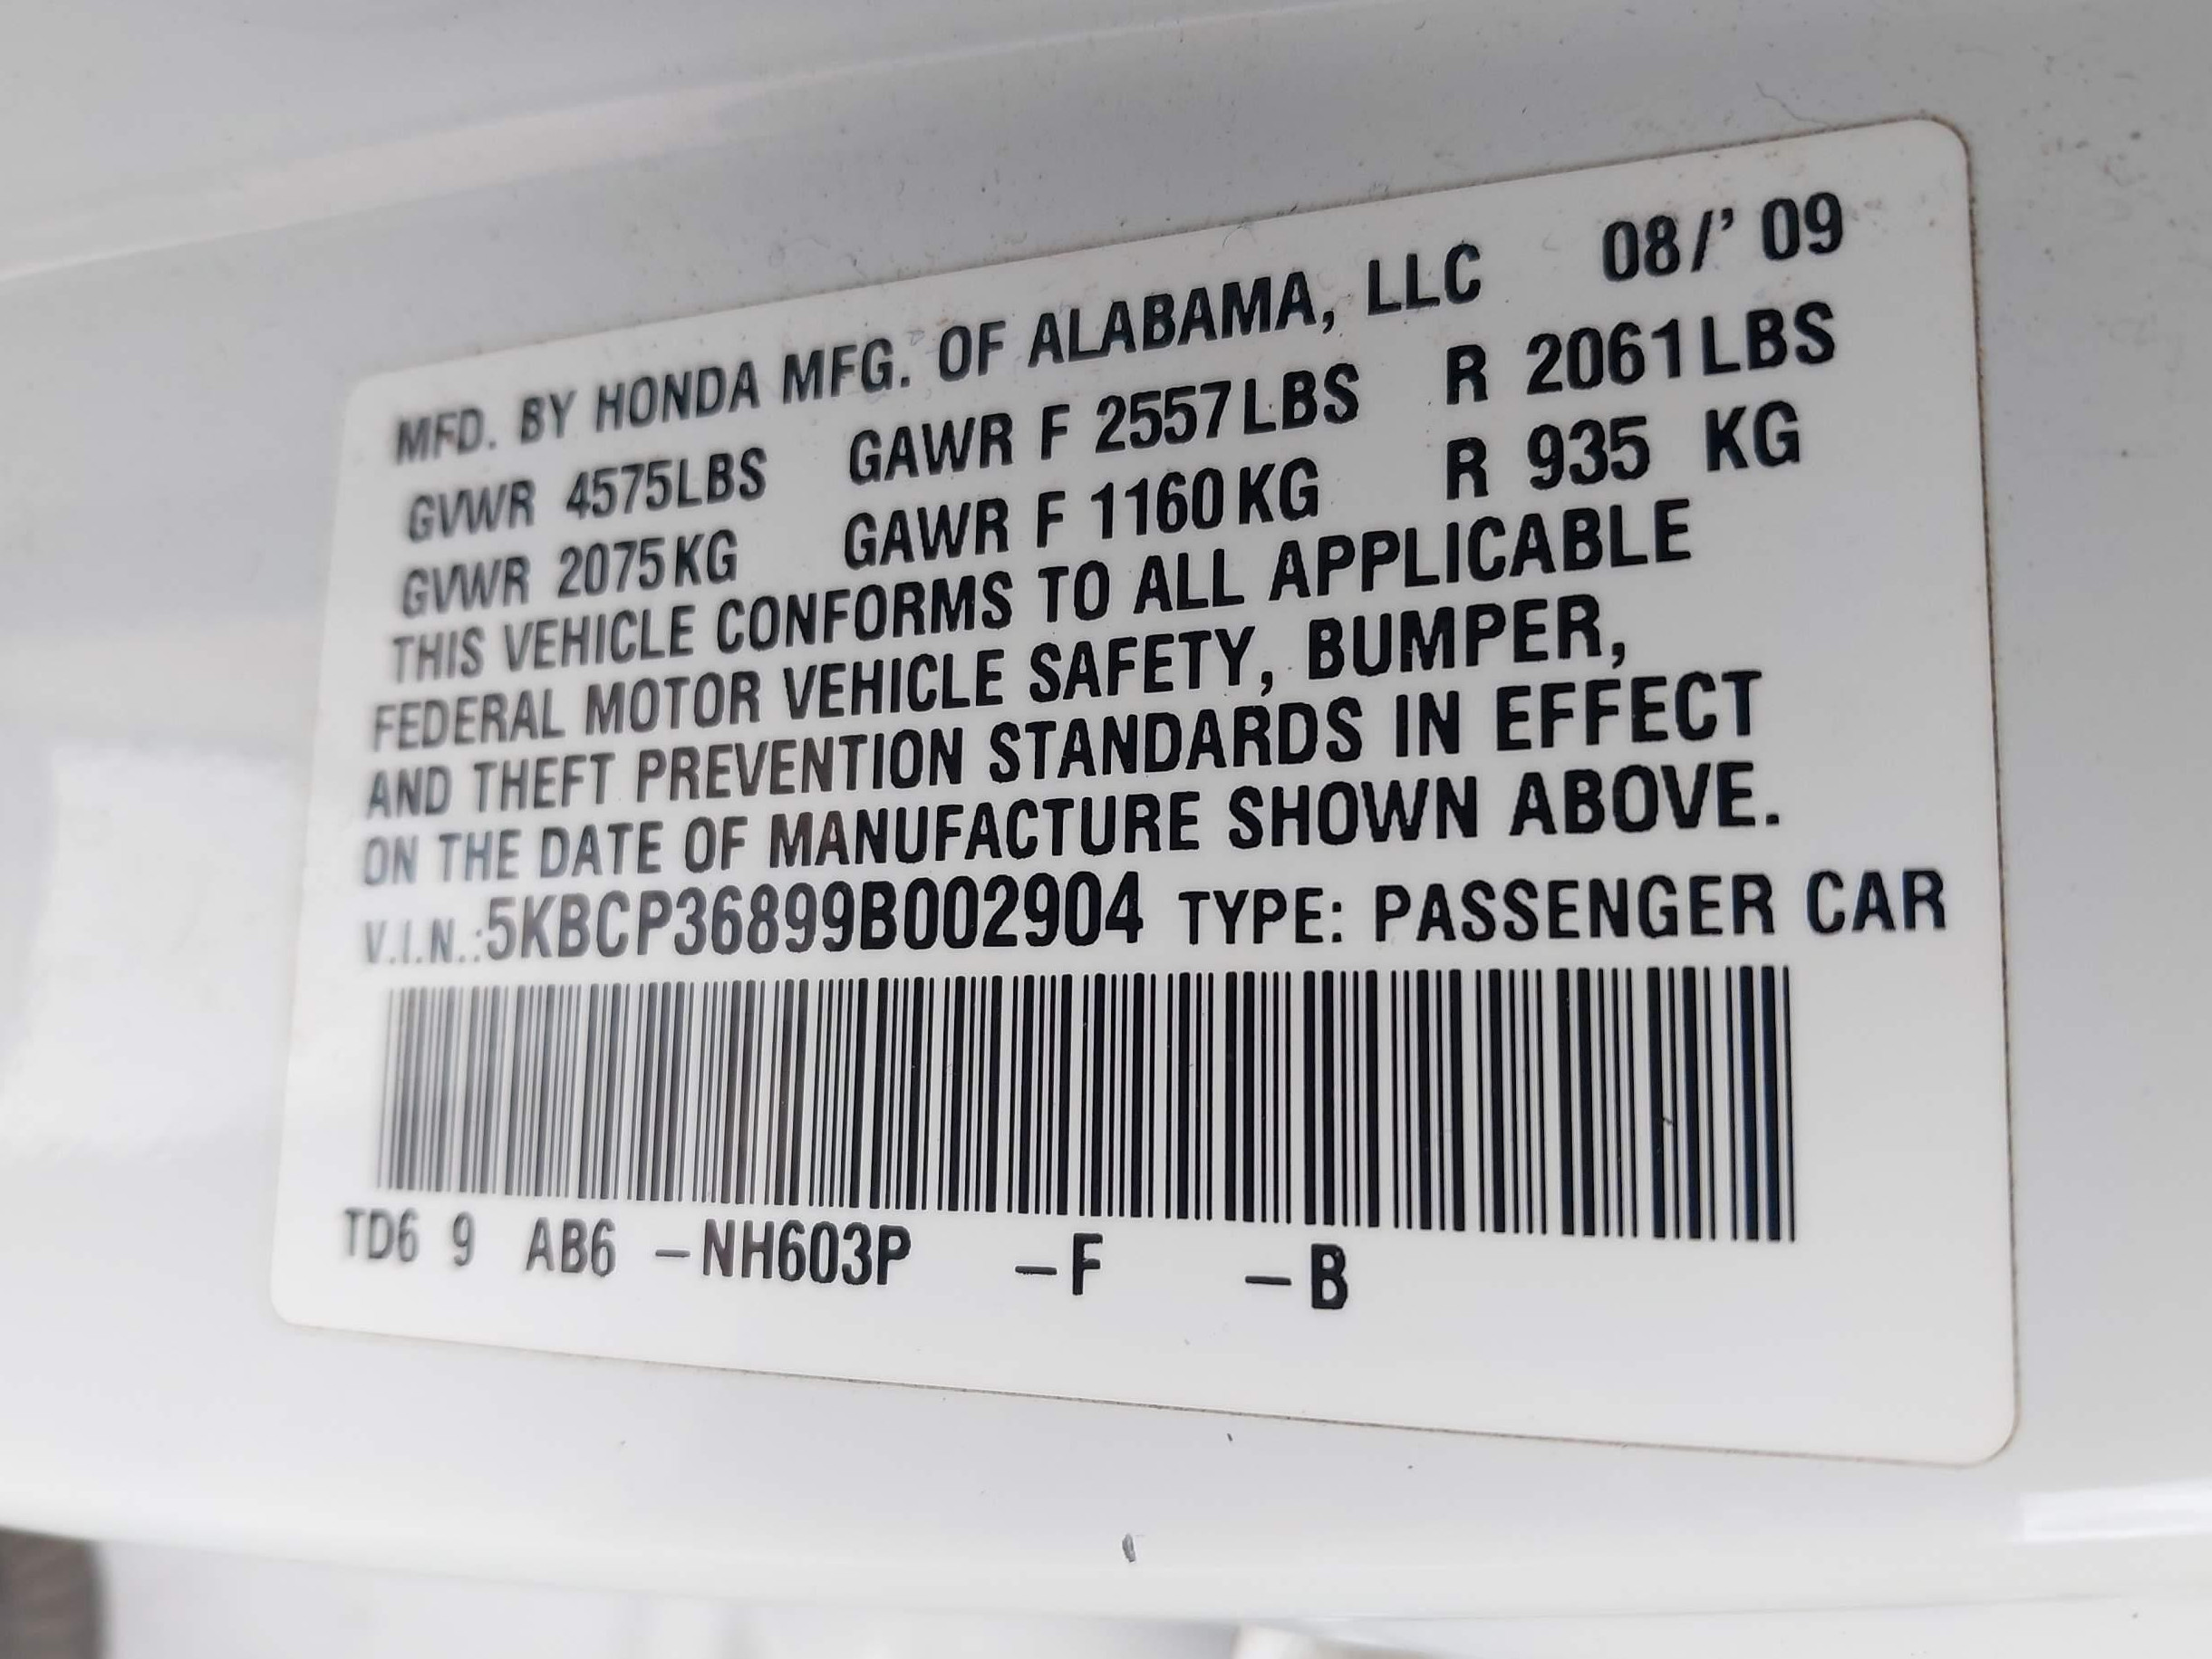 MFD. BY HONDA MFG. OF ALABAMA, LLC 08/'09
GVWR 4575LBS GAWR F 2557LBS R 2061LBS
GVWR 2075KG GAWR F 1160KG R 935 KG
THIS VEHICLE CONFORMS TO ALL APPLICABLE
FEDERAL MOTOR VEHICLE SAFETY, BUMPER,
AND THEFT PREVENTION STANDARDS IN EFFECT
ON THE DATE OF MANUFACTURE SHOWN ABOVE.
V.I.N.:5KBCP36899B002904 TYPE: PASSENGER CAR
TD6 9 AB6 -NH603P -F -B